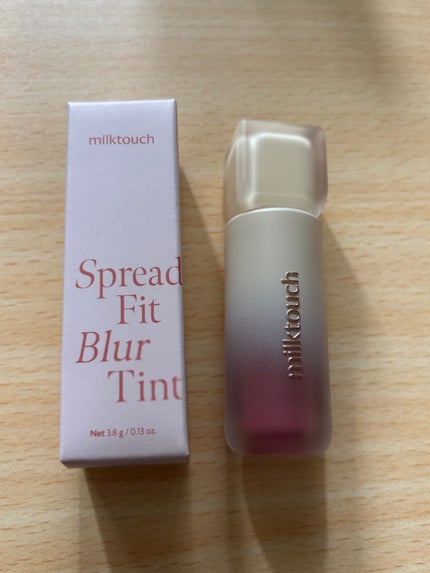 milktouch
Spread
Fit
Blur
Tint
Net 3.8 g / 0.13 oz.
milktouch